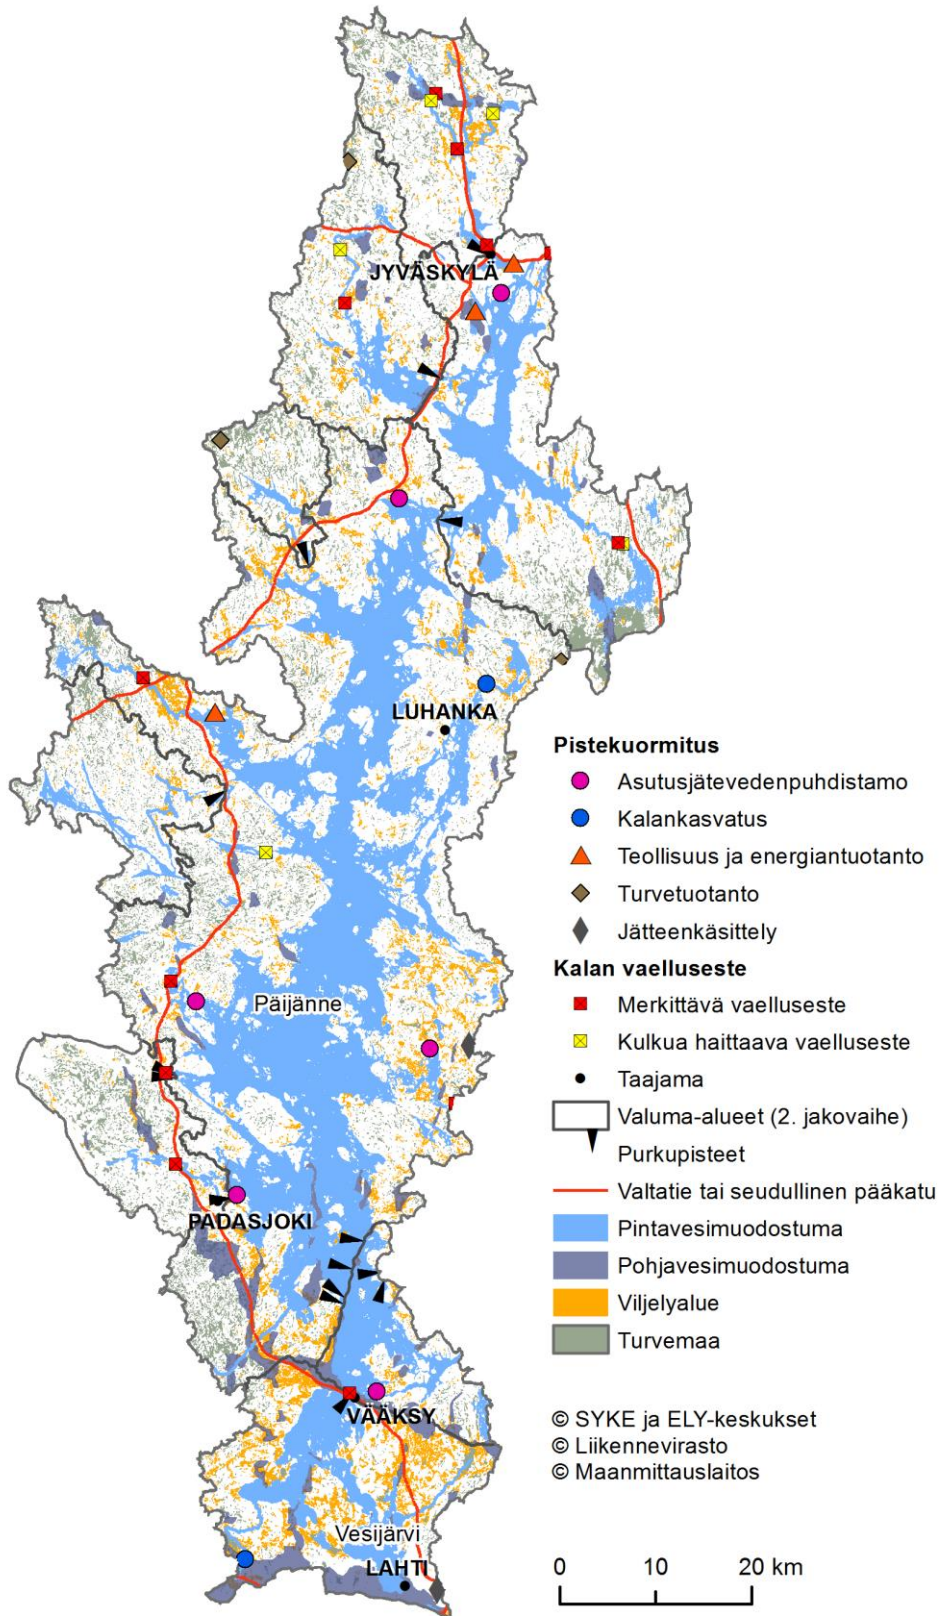 JYVÄSKYLÄ
LUHANKA
Päijänne
PADASJOKI
VÄÄKSY
Vesijärvi
LAHTI
Pistekuormitus
Asutusjätevedenpuhdistamo
Kalankasvatus
Teollisuus ja energiantuotanto
Turvetuotanto
Jätteenkäsittely
Kalan vaelluseste
Merkittävä vaelluseste
Kulkua haittaava vaelluseste
Taajama
Valuma-alueet (2. jakovaihe)
Purkupisteet
Valtatie tai seudullinen pääkatu
Pintavesimuodostuma
Pohjavesimuodostuma
Viljelyalue
Turvemaa
© SYKE ja ELY-keskukset
© Liikennevirasto
© Maanmittauslaitos
0 10 20 km